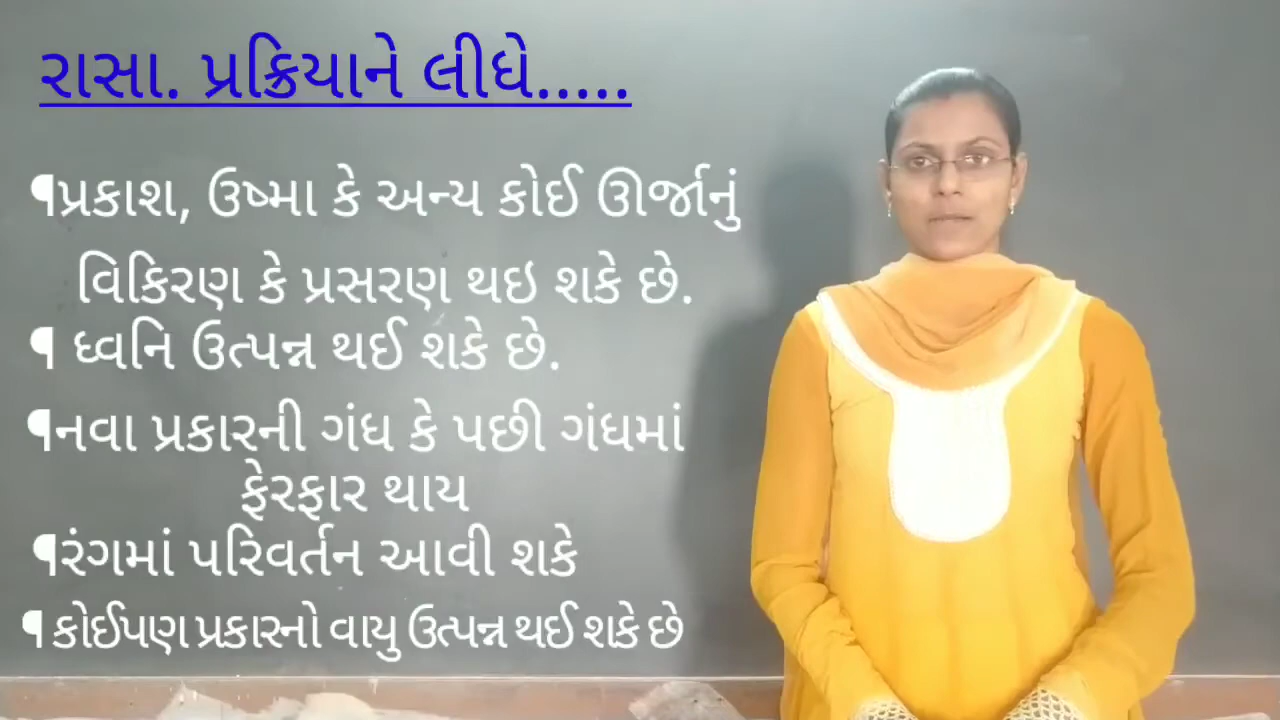 રાસા. પ્રક્રિયાને લીધે.....
¶પ્રકાશ, ઉષ્મા કે અન્ય કોઈ ઊર્જાનું
વિકિરણ કે પ્રસરણ થઇ શકે છે.
¶ ધ્વનિ ઉત્પન્ન થઈ શકે છે.
¶નવા પ્રકારની ગંધ કે પછી ગંધમાં
ફેરફાર થાય
¶રંગમાં પરિવર્તન આવી શકે
¶ કોઈપણ પ્રકારનો વાયુ ઉત્પન્ન થઈ શકે છે